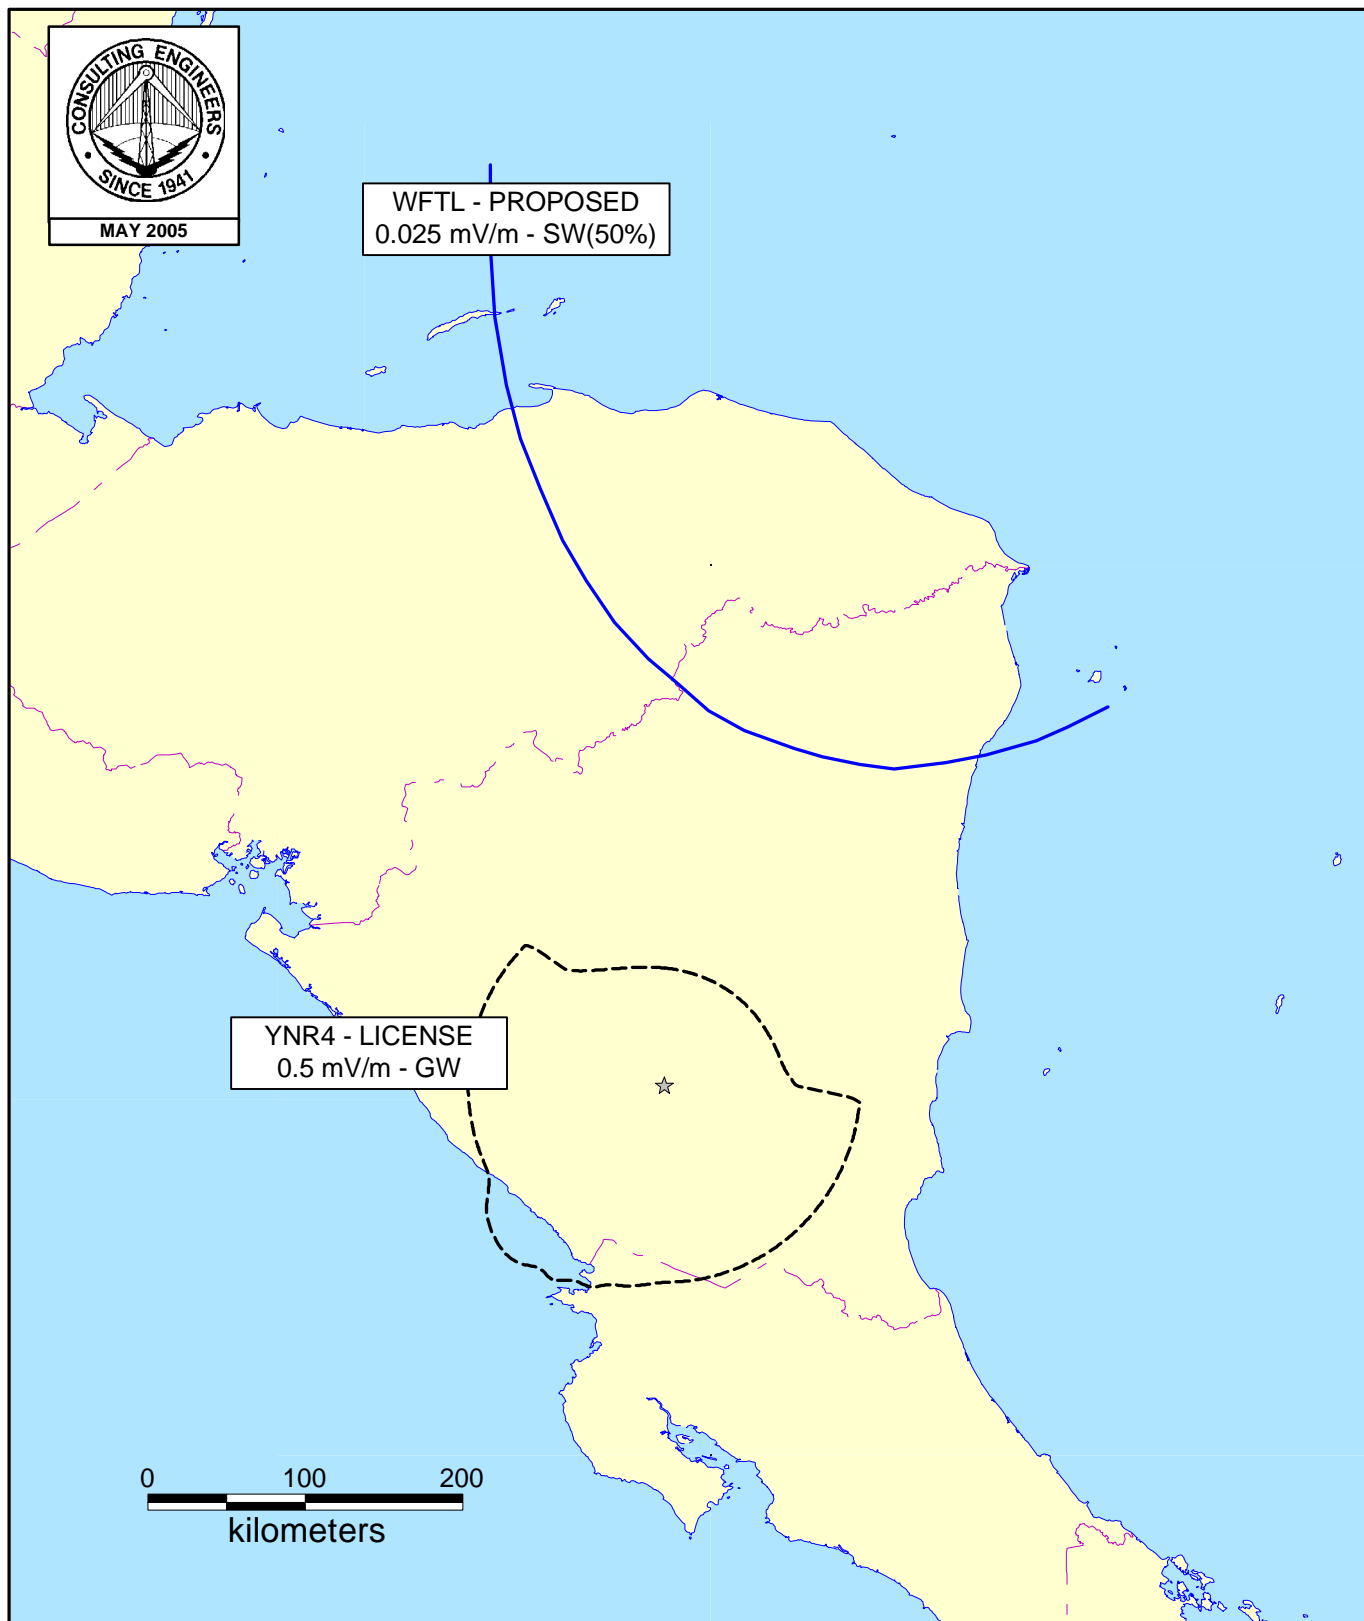 CONSULTING ENGINEERS
SINCE 1941
MAY 2005
WFTL - PROPOSED
0.025 mV/m - SW(50%)
YNR4 - LICENSE
0.5 mV/m - GW
0 100 200
kilometers